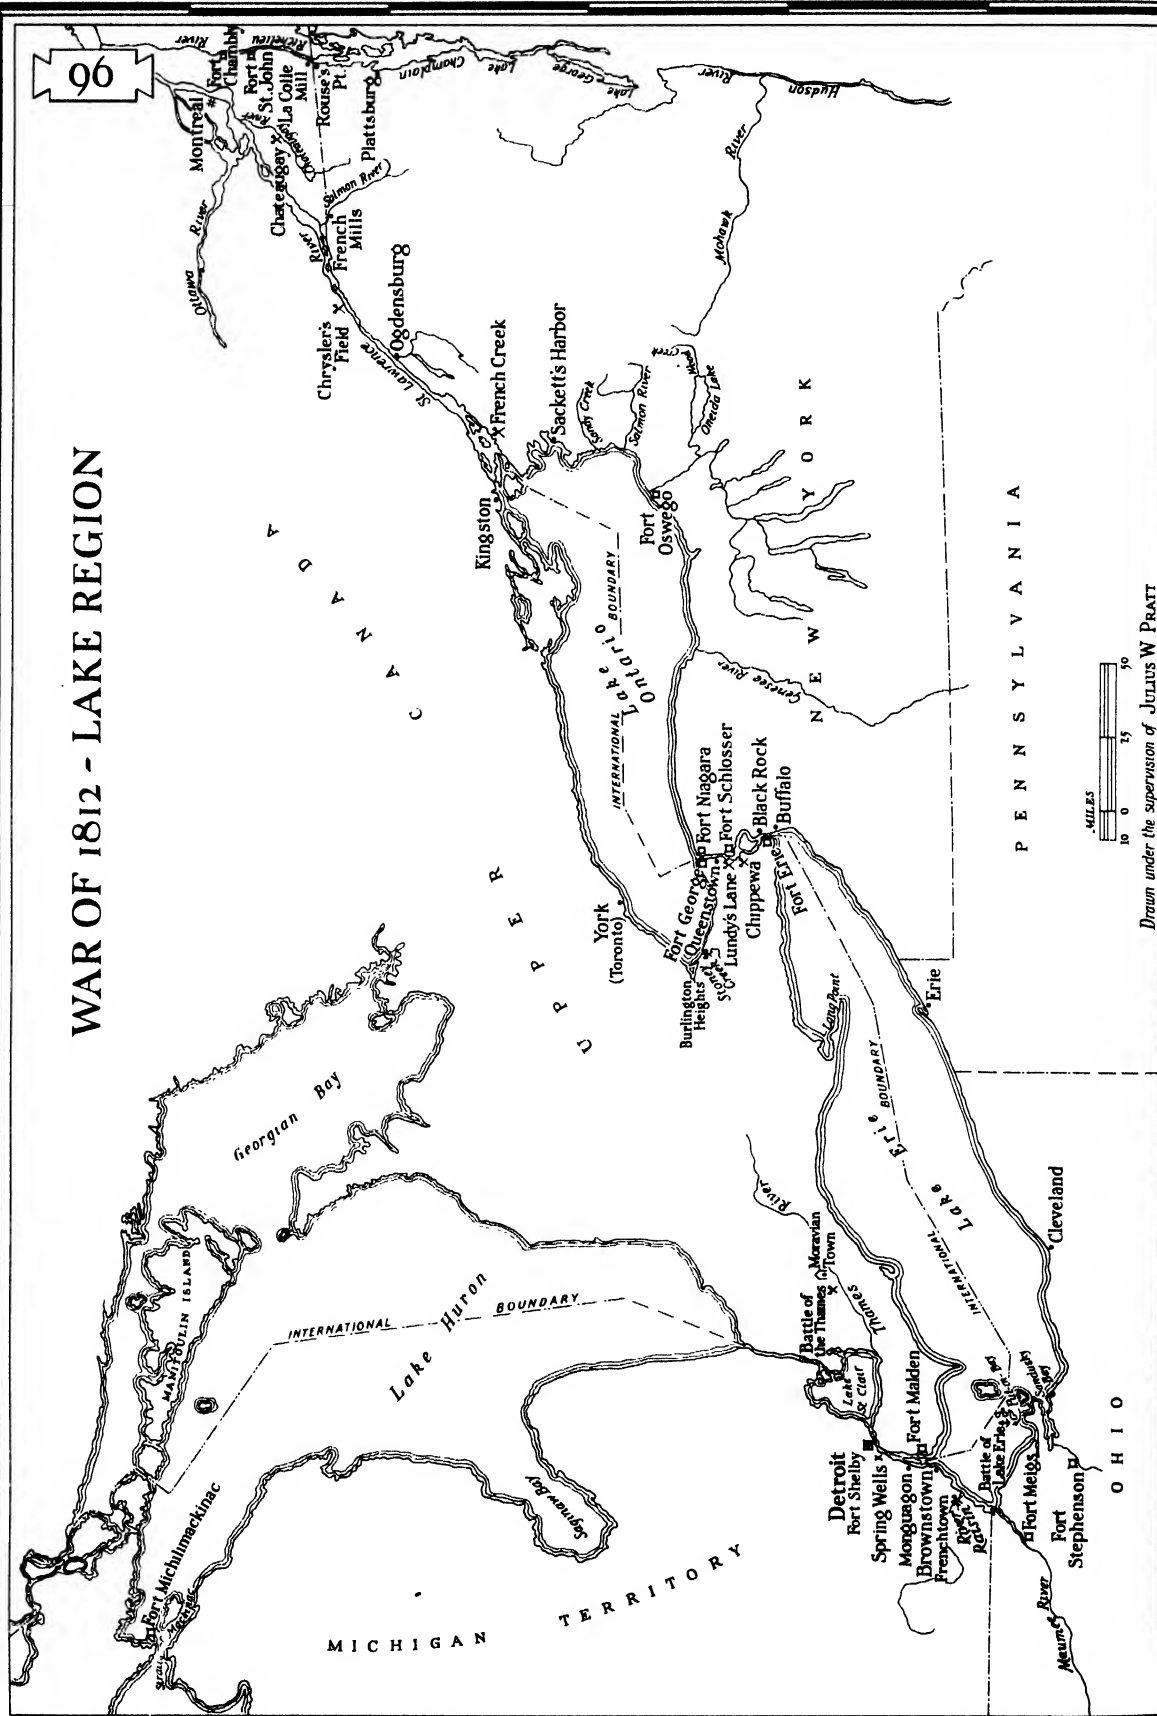 96
WAR OF 1812 - LAKE REGION
UPPER CANADA
MICHIGAN TERRITORY
OHIO
PENNSYLVANIA
NEW YORK
Georgian Bay
MANITOULIN ISLAND
Lake Huron
INTERNATIONAL BOUNDARY
Saginaw Bay
Fort Michilimackinac
Straits
Mackinac
Ottawa River
Montreal
River Richelieu
Fort Chambly
Fort St. John
La Colle Mill
Rouse's Pt.
Chateaugay
Chateaugay River
Plattsburg
Lake Champlain
Lake George
Hudson River
Mohawk River
Salmon River
French Mills
Chrysler's Field
St Lawrence River
Ogdensburg
French Creek
Kingston
Sackett's Harbor
Sandy Creek
Salmon River
Wood Creek
Oneida Lake
Fort Oswego
Lake Ontario
INTERNATIONAL BOUNDARY
Genesee River
York
(Toronto)
Fort George
Fort Niagara
Queenstown
Fort Schlosser
Lundy's Lane
Chippewa
Black Rock
Buffalo
Fort Erie
Burlington Heights
Stoney Creek
Long Point
Erie
Lake Erie
INTERNATIONAL BOUNDARY
Cleveland
Thames River
Moravian Town
Battle of
the Thames
Lake St Clair
Detroit
Fort Shelby
Spring Wells
Monguagon
Brownstown
Frenchtown
River Raisin
Fort Malden
Battle of
Lake Erie
Put-in-Bay
Sandusky Bay
Fort Meigs
Fort
Stephenson
Maumee River
MILES
10 0 25 50
Drawn under the supervision of JULIUS W PRATT